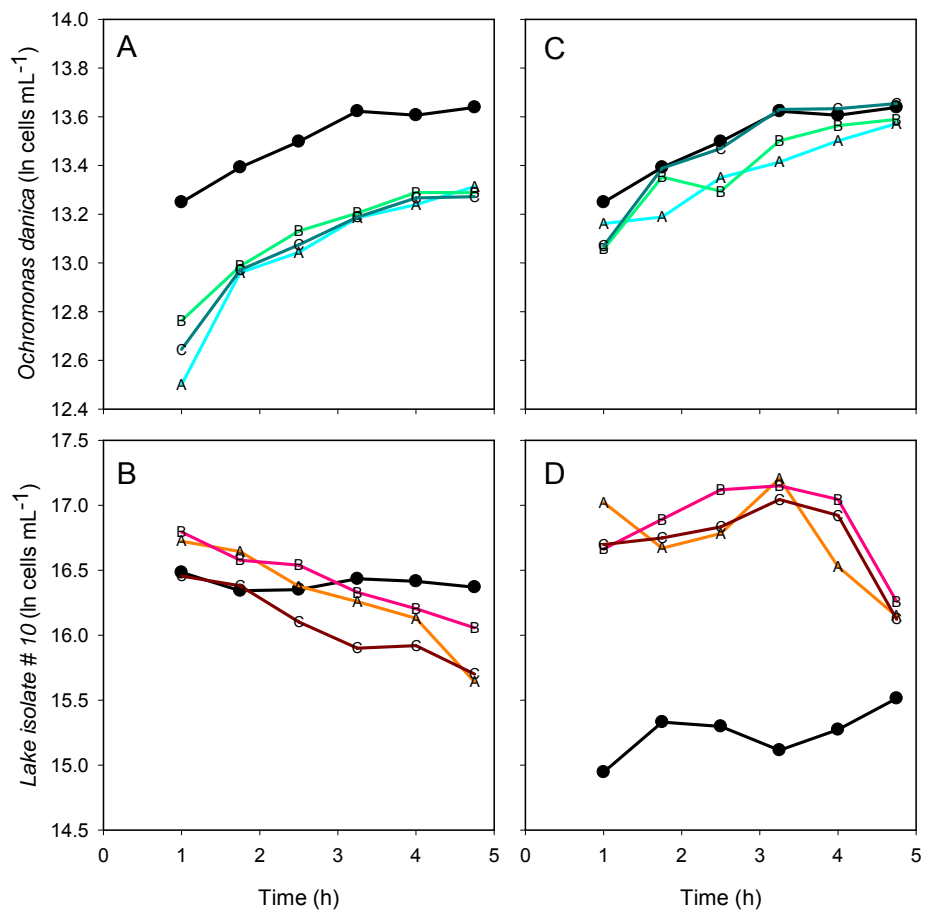 Ochromonas danica (ln cells mL⁻¹)
14.0
13.8
13.6
13.4
13.2
13.0
12.8
12.6
12.4
A
B
C
A
B
C
A
B
C
A
B
C
A
B
C
A
B
C
A
C
A
B
C
A
B
C
A
B
C
A
B
C
A
B
C
A
B
C
Lake isolate # 10 (ln cells mL⁻¹)
17.5
17.0
16.5
16.0
15.5
15.0
14.5
B
A
B
C
A
B
C
A
B
C
A
B
C
A
B
C
A
B
C
D
A
B
C
A
B
C
A
B
C
A
B
C
A
B
C
A
B
C
0 1 2 3 4 5
0 1 2 3 4 5
Time (h)
Time (h)